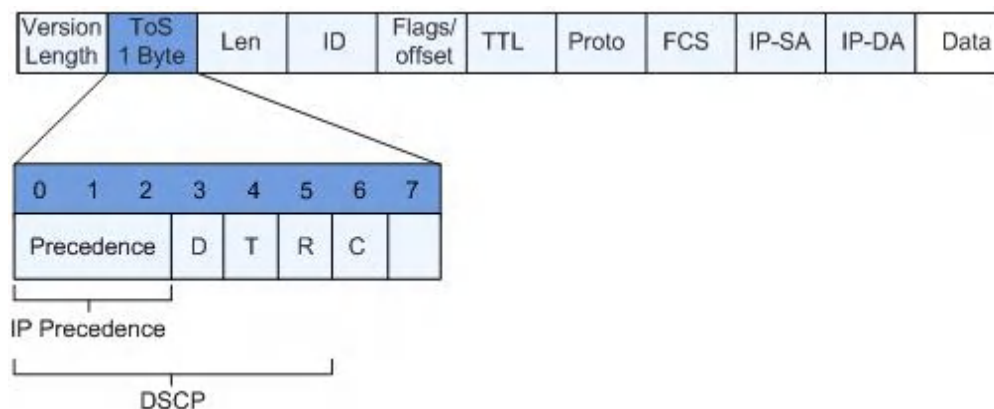 Version Length
ToS 1 Byte
Len
ID
Flags/ offset
TTL
Proto
FCS
IP-SA
IP-DA
Data
0 1 2 3 4 5 6 7
Precedence D T R C
IP Precedence
DSCP